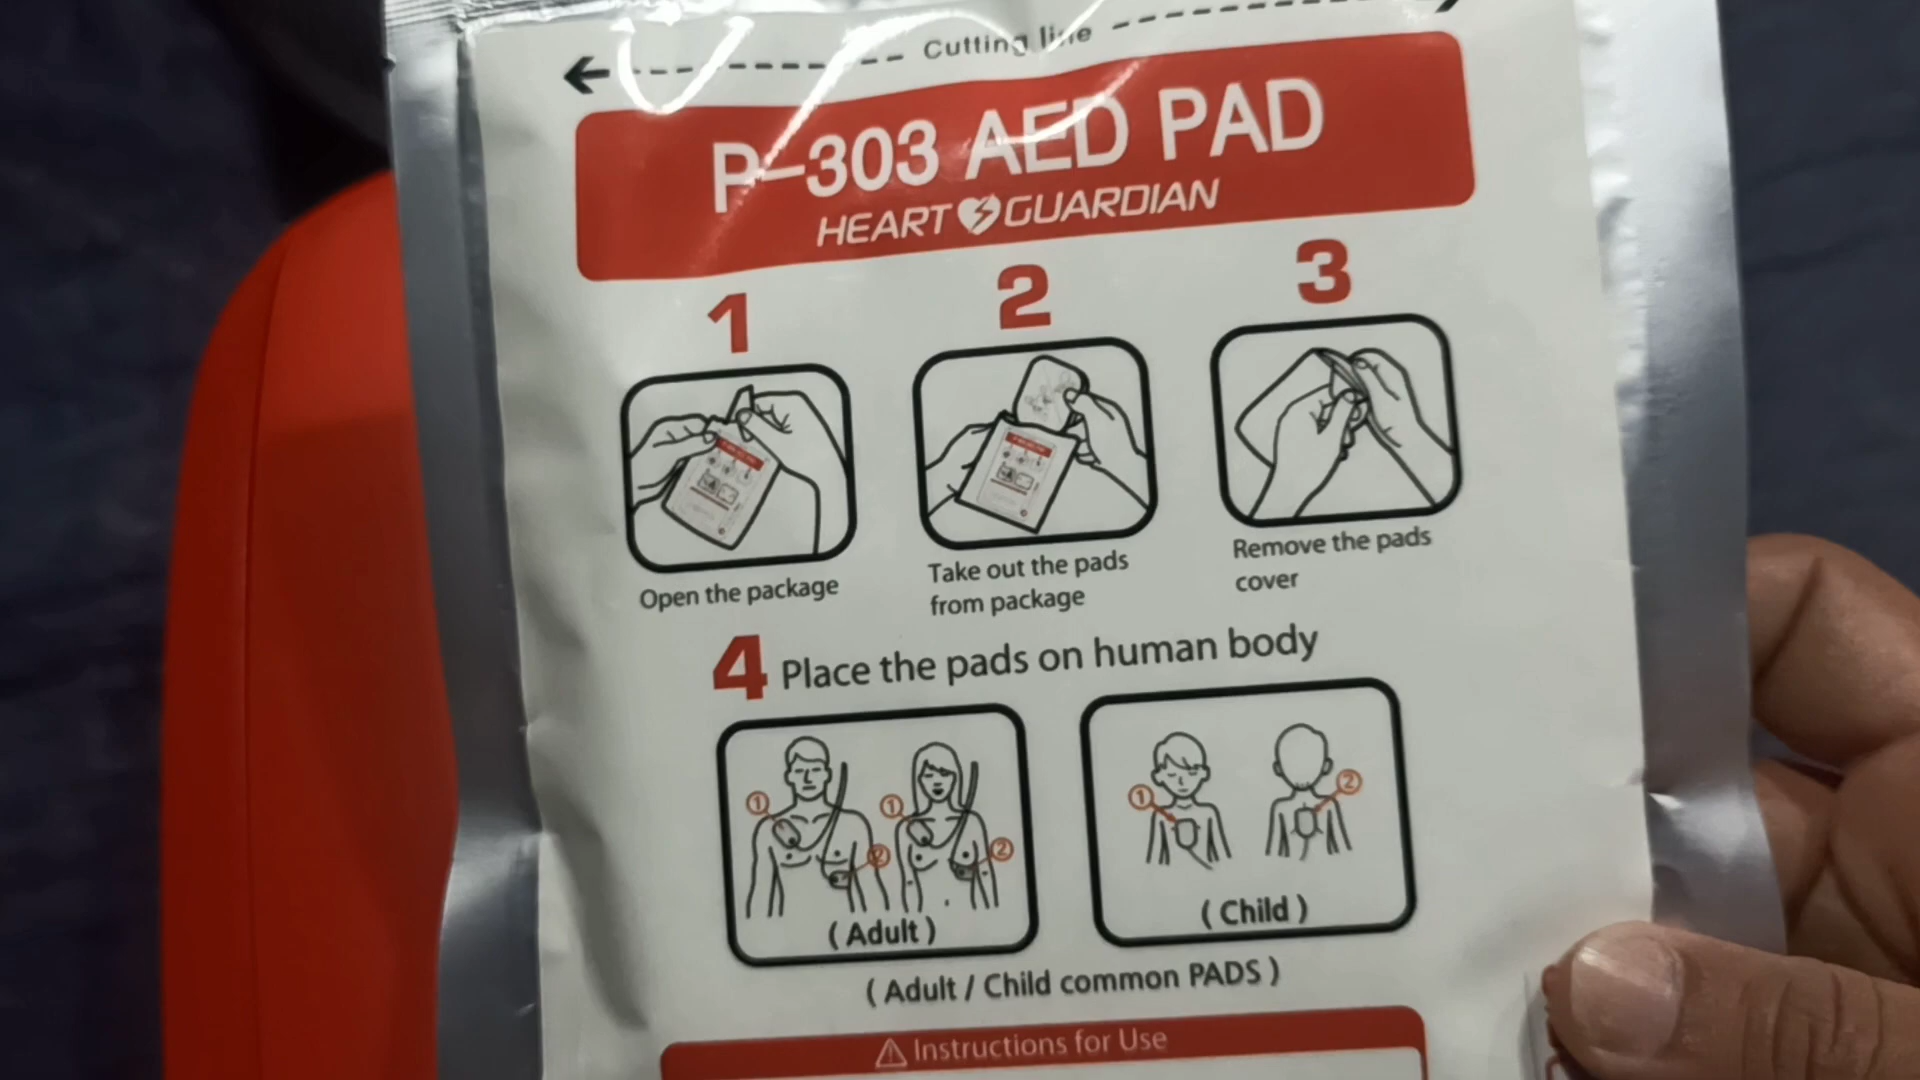 Cutting line
P-303 AED PAD
HEART GUARDIAN
1
2
3
Open the package
Take out the pads
from package
Remove the pads
cover
4 Place the pads on human body
①
②
①
②
①
②
( Adult )
( Child )
( Adult / Child common PADS )
Instructions for Use